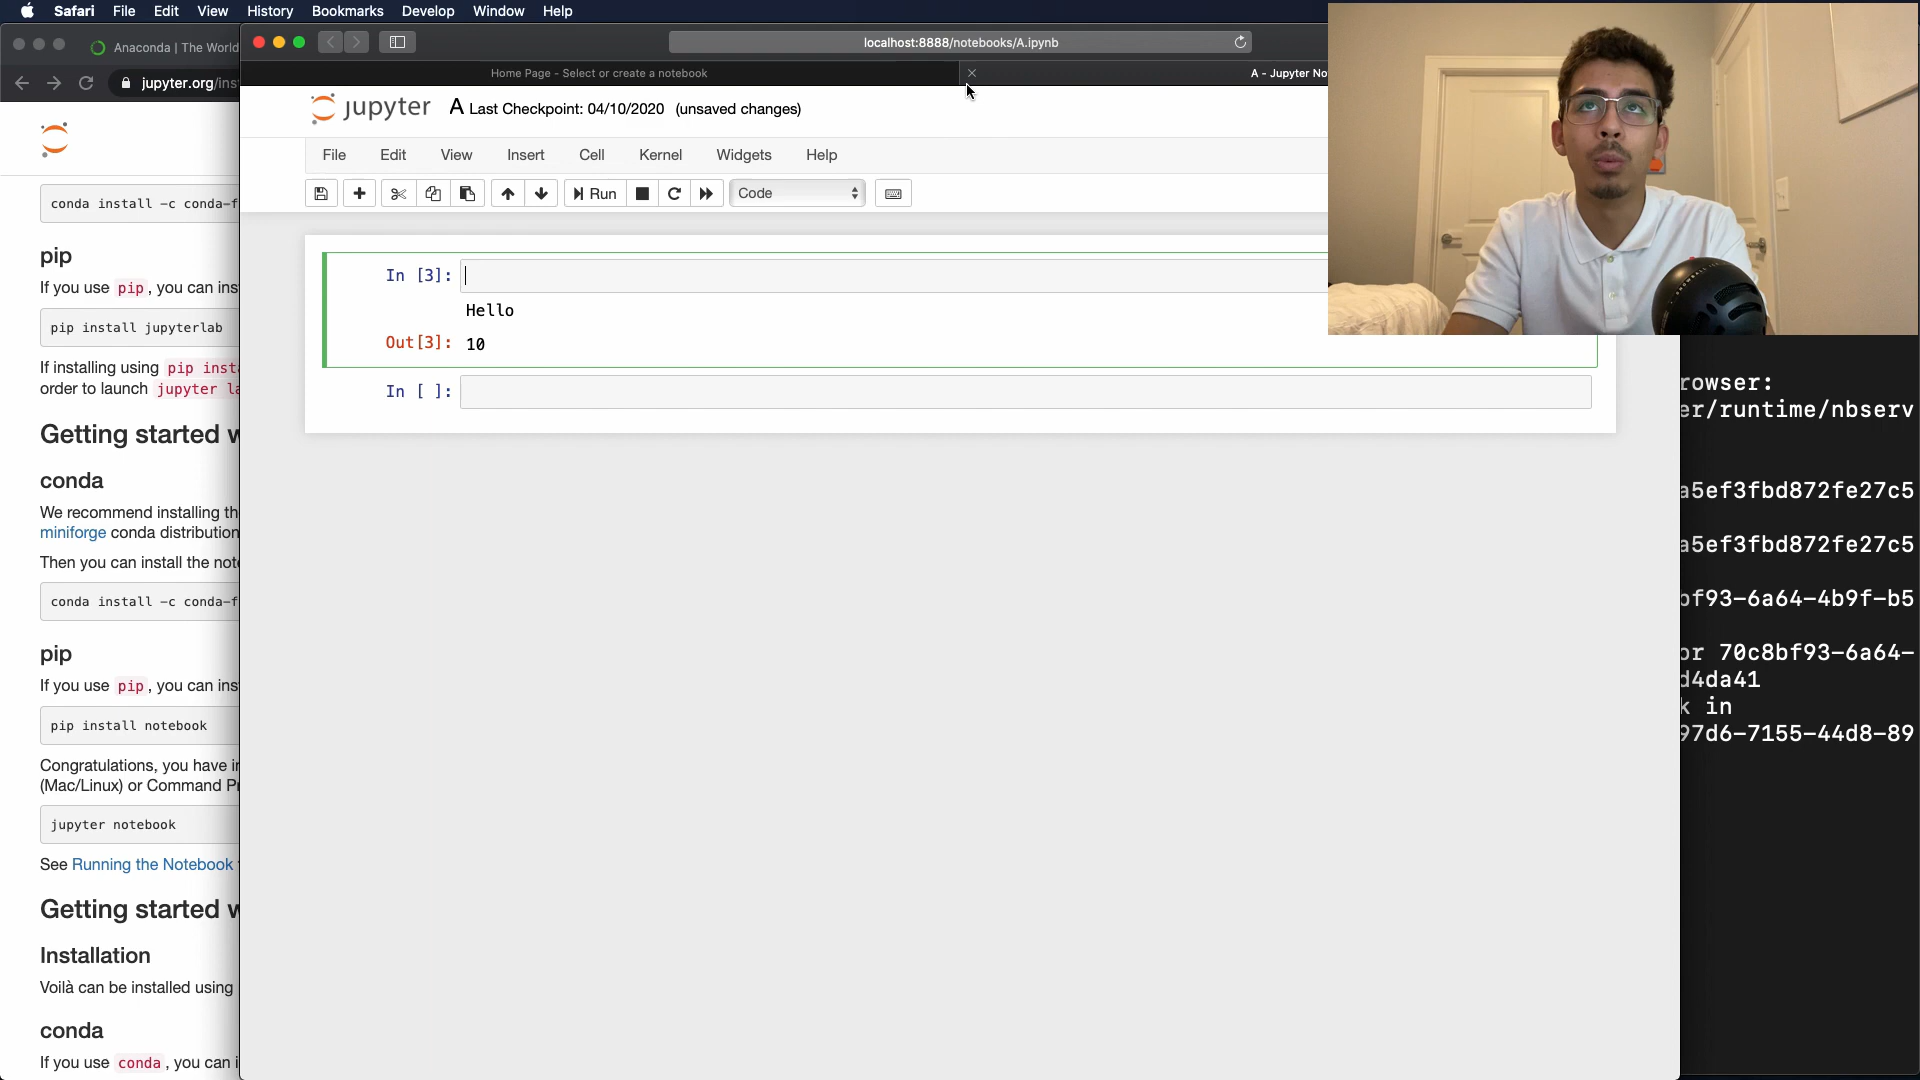 Safari File Edit View History Bookmarks Develop Window Help
Anaconda | The World
jupyter.org/ins
conda install -c conda-f
pip
If you use pip, you can ins
pip install jupyterlab
If installing using pip insta
order to launch jupyter la
Getting started w
conda
We recommend installing th
miniforge conda distribution
Then you can install the note
conda install -c conda-f
pip
If you use pip, you can ins
pip install notebook
Congratulations, you have in
(Mac/Linux) or Command Pr
jupyter notebook
See Running the Notebook
Getting started w
Installation
Voilà can be installed using
conda
If you use conda, you can i
localhost:8888/notebooks/A.ipynb
Home Page - Select or create a notebook
A - Jupyter No
jupyter A Last Checkpoint: 04/10/2020 (unsaved changes)
File Edit View Insert Cell Kernel Widgets Help
Run Code
In [3]:
Hello
Out[3]: 10
In [ ]:
rowser:
er/runtime/nbserv
a5ef3fbd872fe27c5
a5ef3fbd872fe27c5
bf93-6a64-4b9f-b5
or 70c8bf93-6a64-
d4da41
k in
97d6-7155-44d8-89